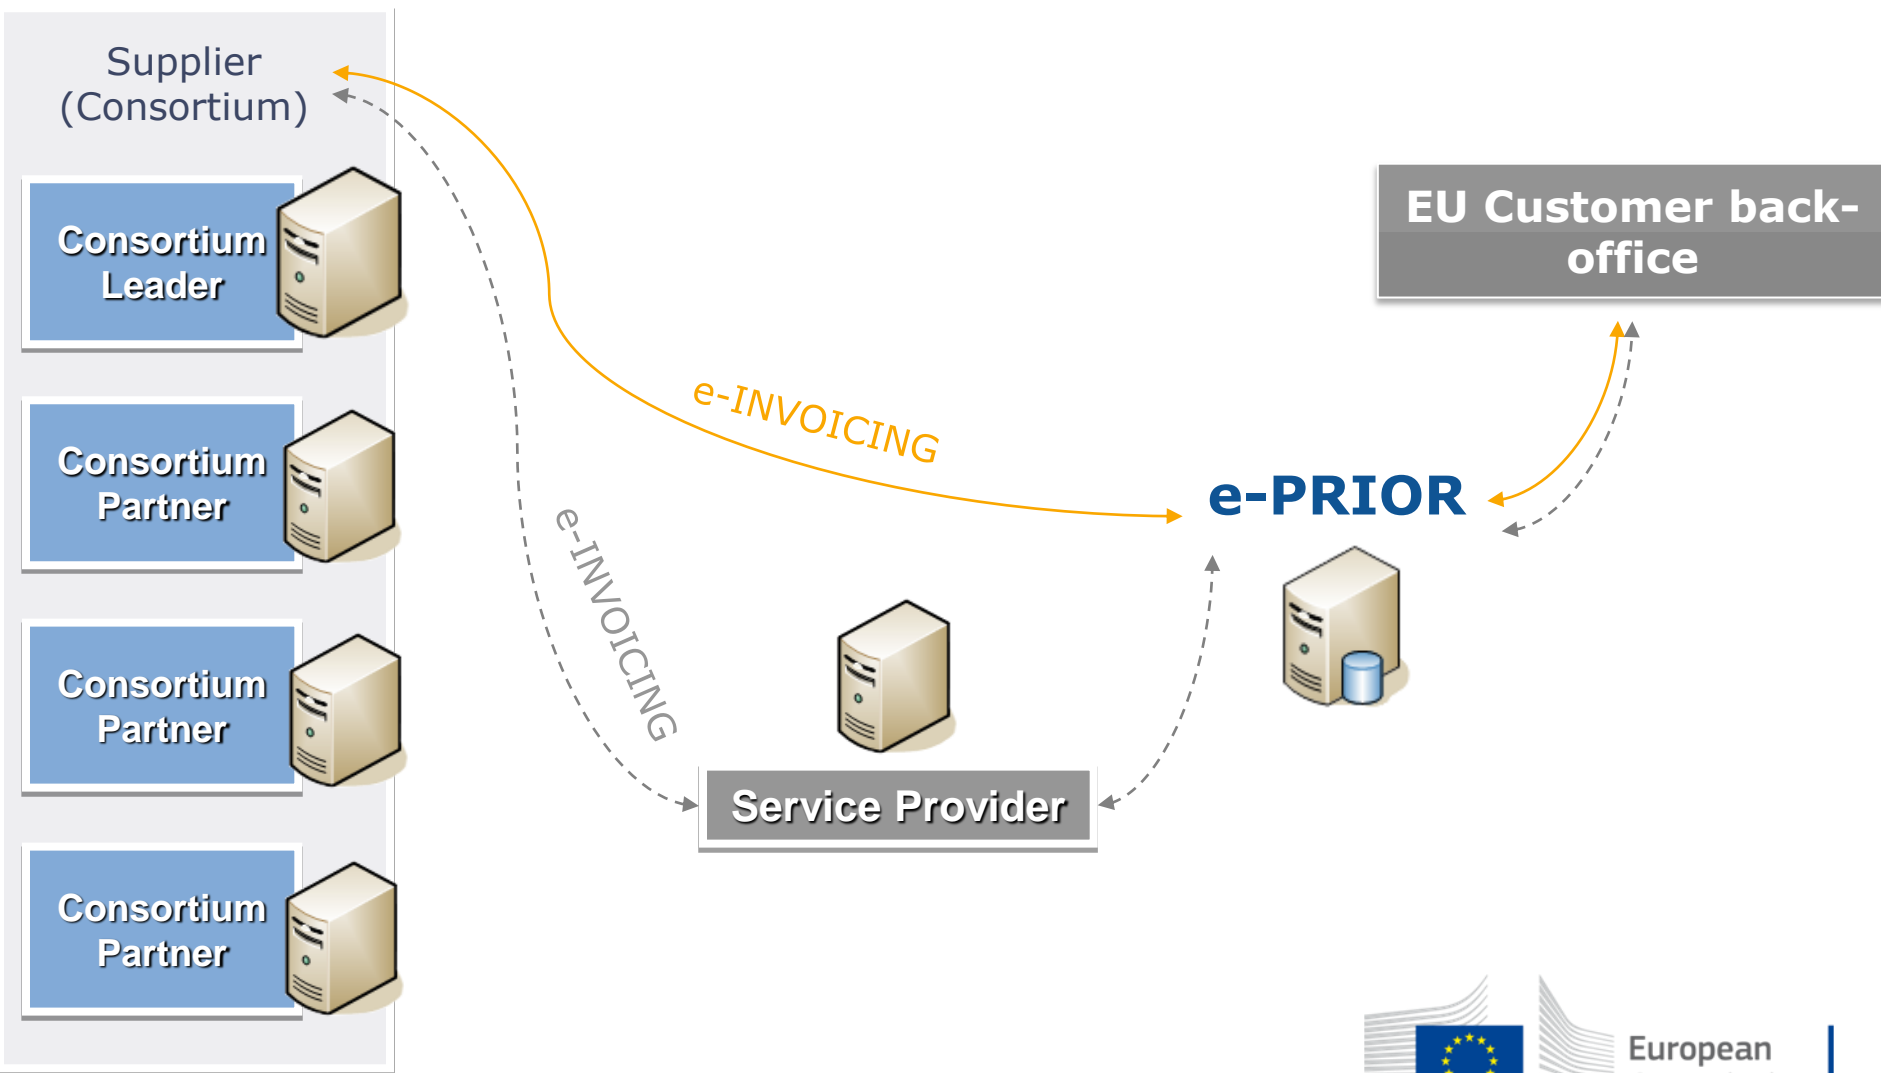 Supplier
(Consortium)
Consortium
Leader
Consortium
Partner
Consortium
Partner
Consortium
Partner
e-INVOICING
e-INVOICING
Service Provider
e-PRIOR
EU Customer back-
office
European